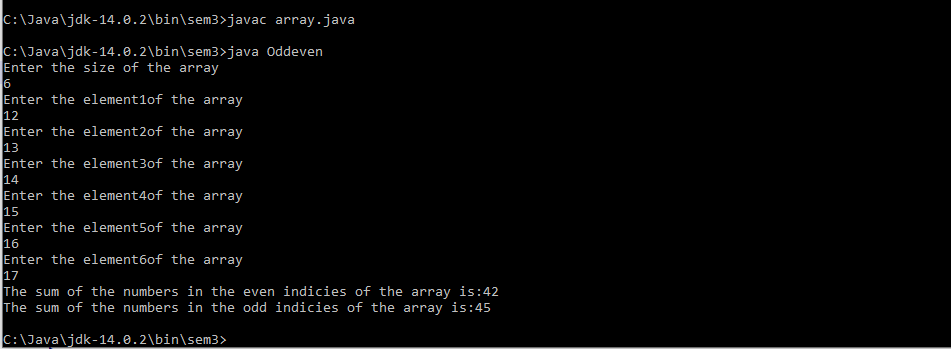 C:\Java\jdk-14.0.2\bin\sem3>javac array.java
C:\Java\jdk-14.0.2\bin\sem3>java Oddeven
Enter the size of the array
6
Enter the element1of the array
12
Enter the element2of the array
13
Enter the element3of the array
14
Enter the element4of the array
15
Enter the element5of the array
16
Enter the element6of the array
17
The sum of the numbers in the even indicies of the array is:42
The sum of the numbers in the odd indicies of the array is:45
C:\Java\jdk-14.0.2\bin\sem3>